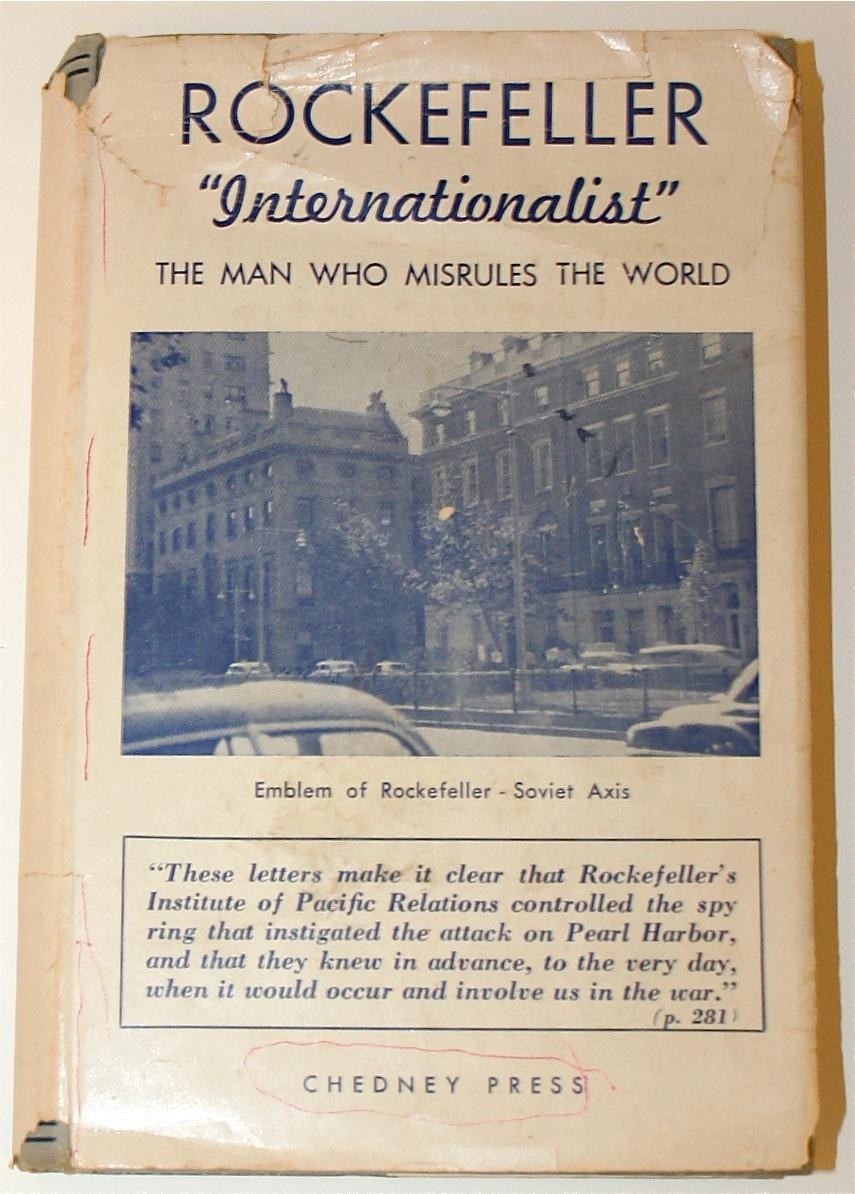 ROCKEFELLER
"Internationalist"
THE MAN WHO MISRULES THE WORLD
Emblem of Rockefeller - Soviet Axis
"These letters make it clear that Rockefeller's
Institute of Pacific Relations controlled the spy
ring that instigated the attack on Pearl Harbor,
and that they knew in advance, to the very day,
when it would occur and involve us in the war."
(p. 281)
CHEDNEY PRESS